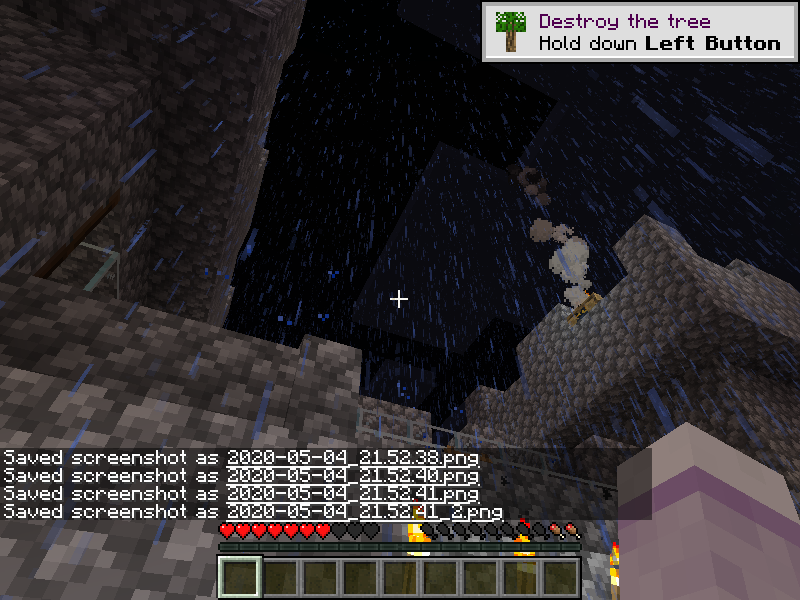 Destroy the tree
Hold down Left Button
Saved screenshot as 2020-05-04_21.52.38.png
Saved screenshot as 2020-05-04_21.52.40.png
Saved screenshot as 2020-05-04_21.52.41.png
Saved screenshot as 2020-05-04_21.52.41_2.png